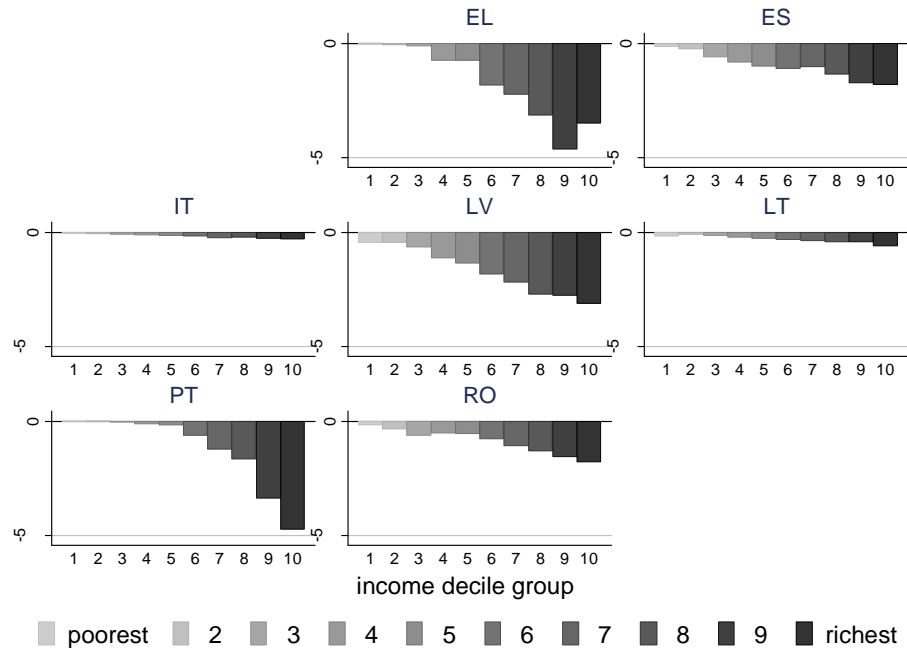 EL ES
0 0
-5 -5
1 2 3 4 5 6 7 8 9 10 1 2 3 4 5 6 7 8 9 10
IT LV LT
0 0 0
-5 -5 -5
1 2 3 4 5 6 7 8 9 10 1 2 3 4 5 6 7 8 9 10 1 2 3 4 5 6 7 8 9 10
PT RO
0 0
-5 -5
1 2 3 4 5 6 7 8 9 10 1 2 3 4 5 6 7 8 9 10
income decile group
poorest 2 3 4 5 6 7 8 9 richest